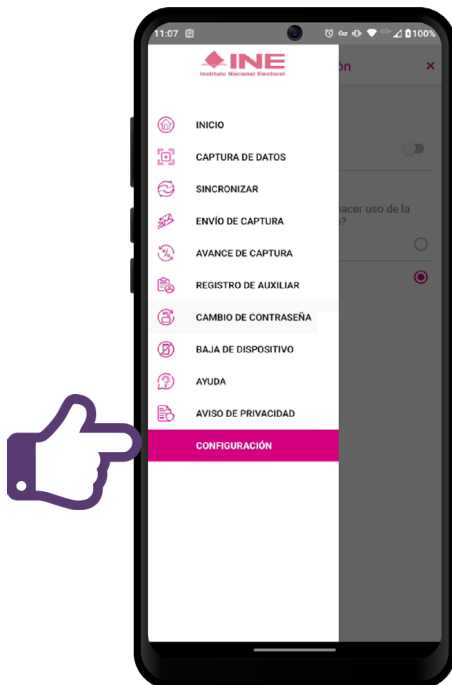 11:07
100%
INE
Instituto Nacional Electoral
ón
×
INICIO
CAPTURA DE DATOS
SINCRONIZAR
acer uso de la
ENVÍO DE CAPTURA
?
AVANCE DE CAPTURA
REGISTRO DE AUXILIAR
CAMBIO DE CONTRASEÑA
BAJA DE DISPOSITIVO
AYUDA
AVISO DE PRIVACIDAD
CONFIGURACIÓN